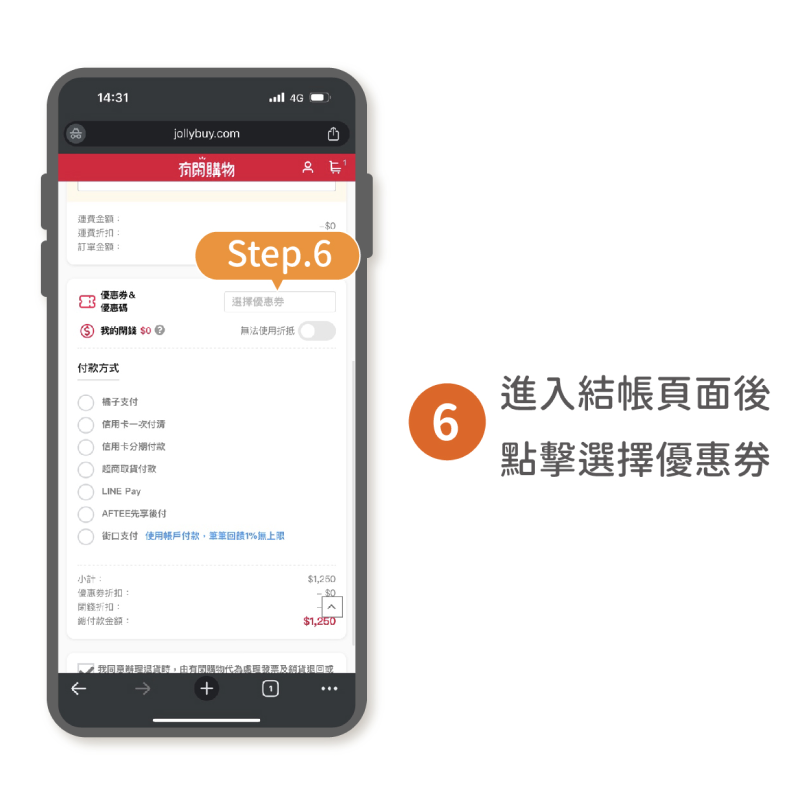 14:31
4G
jollybuy.com
有閑購物
1
運費金額：
運費折扣： -$0
訂單金額：
Step.6
優惠券&
優惠碼
選擇優惠券
我的閑錢 $0 ?
無法使用折抵
付款方式
橘子支付
信用卡一次付清
信用卡分期付款
超商取貨付款
LINE Pay
AFTEE先享後付
街口支付 使用帳戶付款，筆筆回饋1%無上限
小計： $1,250
優惠券折扣： - $0
閑錢折扣： -
總付款金額： $1,250
我同意辦理退貨時，由有閑購物代為處理發票及銷貨退回或
1
6
進入結帳頁面後
點擊選擇優惠券